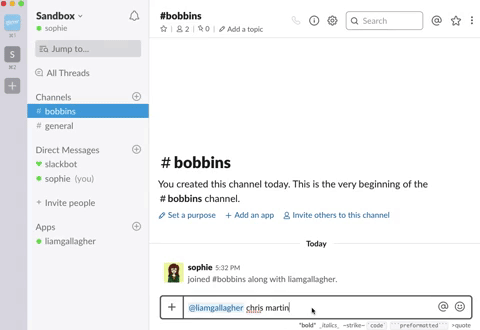 Sandbox
sophie
Jump to...
All Threads
Channels
# bobbins
# general
Direct Messages
slackbot
sophie (you)
+ Invite people
Apps
liamgallagher
S
#bobbins
2
0
Add a topic
Search
#bobbins
You created this channel today. This is the very beginning of the
#bobbins channel.
Set a purpose
+ Add an app
Invite others to this channel
Today
sophie 5:32 PM
joined #bobbins along with liamgallagher.
@liamgallagher chris martin
*bold* _italics_ ~strike~ `code` ```preformatted``` >quote